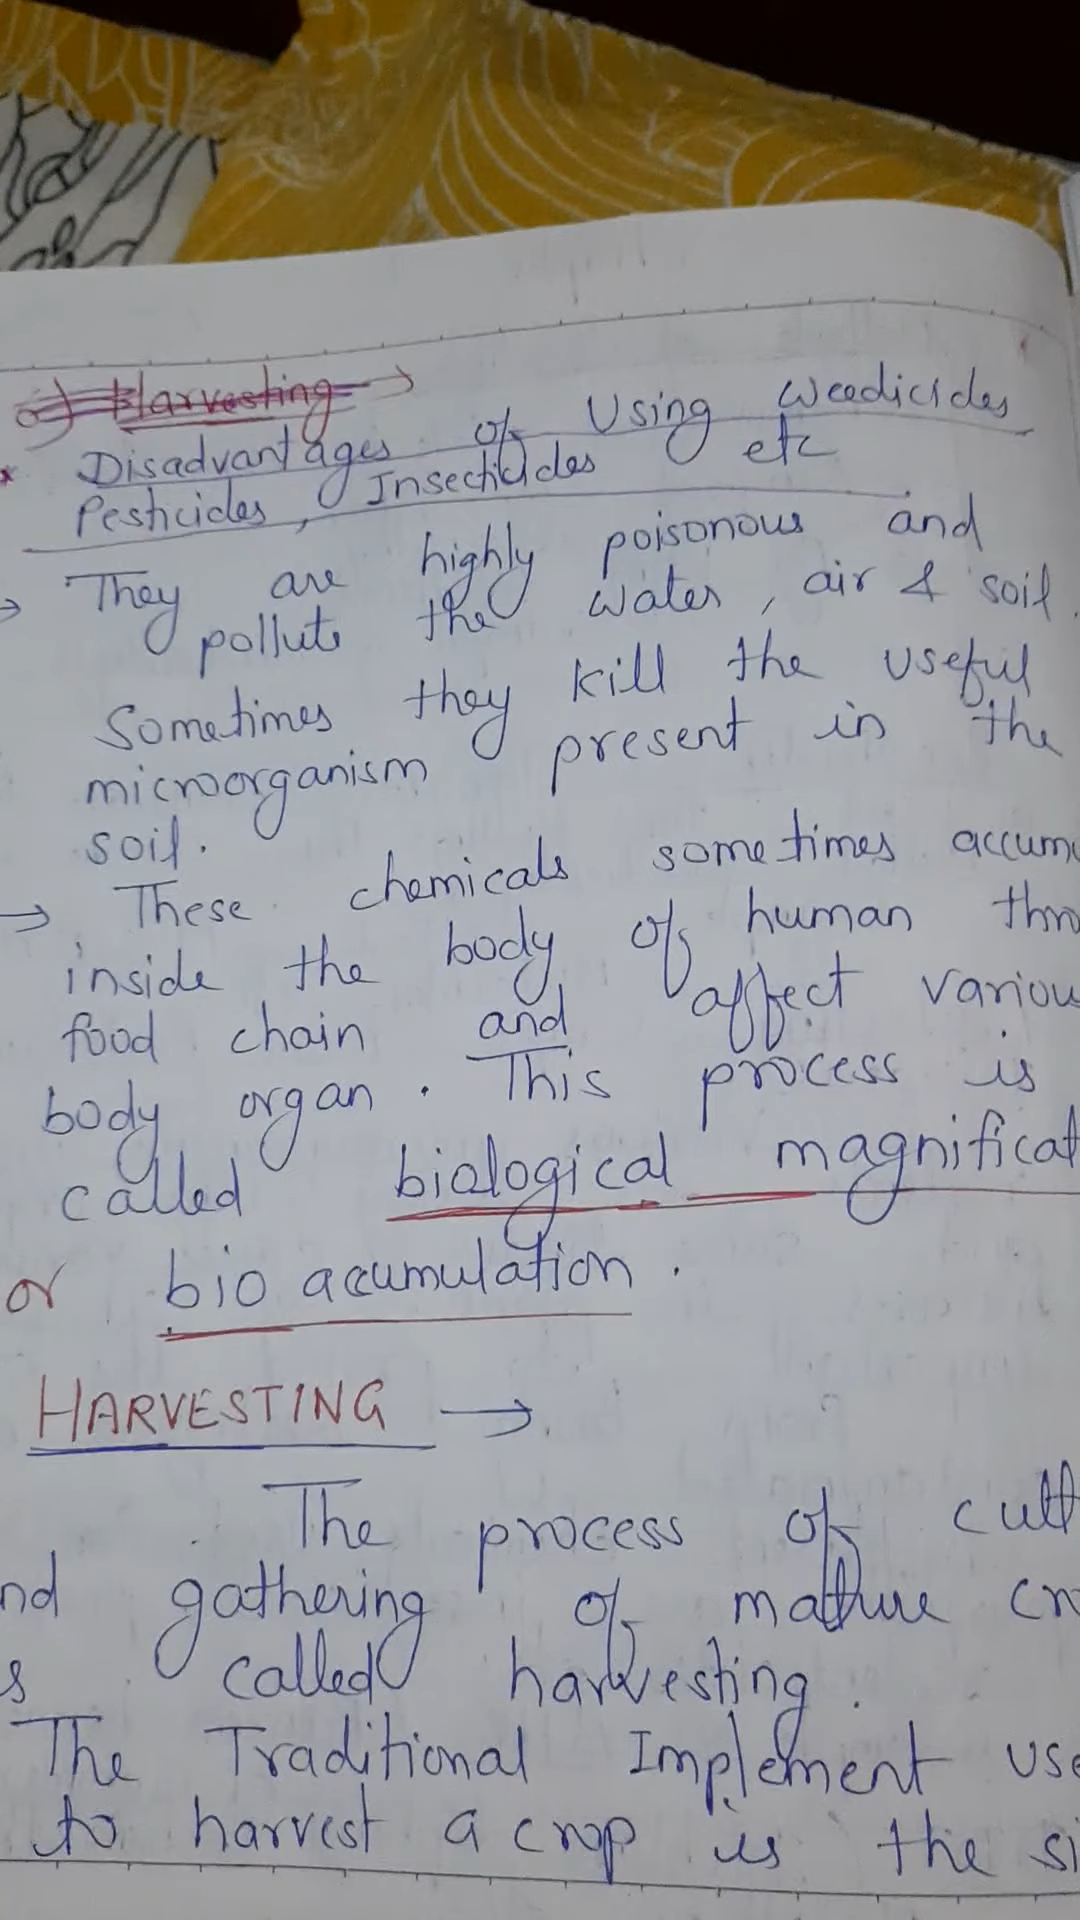 Harvesting →
Disadvantages of Using Weedicides
Pesticides, Insecticides etc
→ They are highly poisonous and
pollute the water, air & soil.
Sometimes they kill the useful
microorganism present in the
soil.
→ These chemicals sometimes accum
inside the body of human thro
food chain and affect variou
body organ. This process is
called biological magnificat
or bio acumulation.
HARVESTING →
The process of cutt
nd gathering of mature cr
s called harvesting.
The Traditional Implement use
to harvest a crop is the si